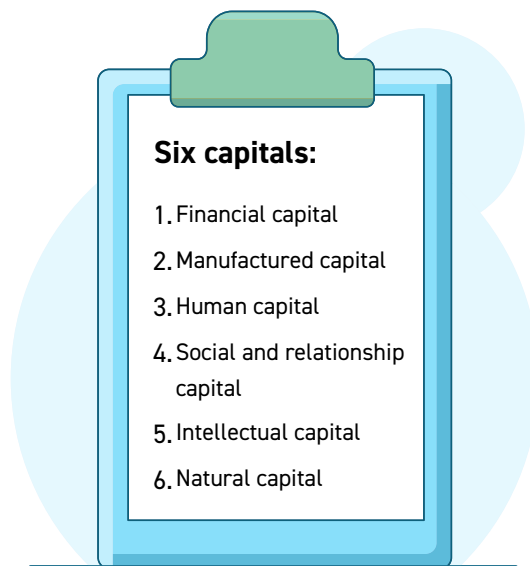 Six capitals:
1. Financial capital
2. Manufactured capital
3. Human capital
4. Social and relationship
capital
5. Intellectual capital
6. Natural capital